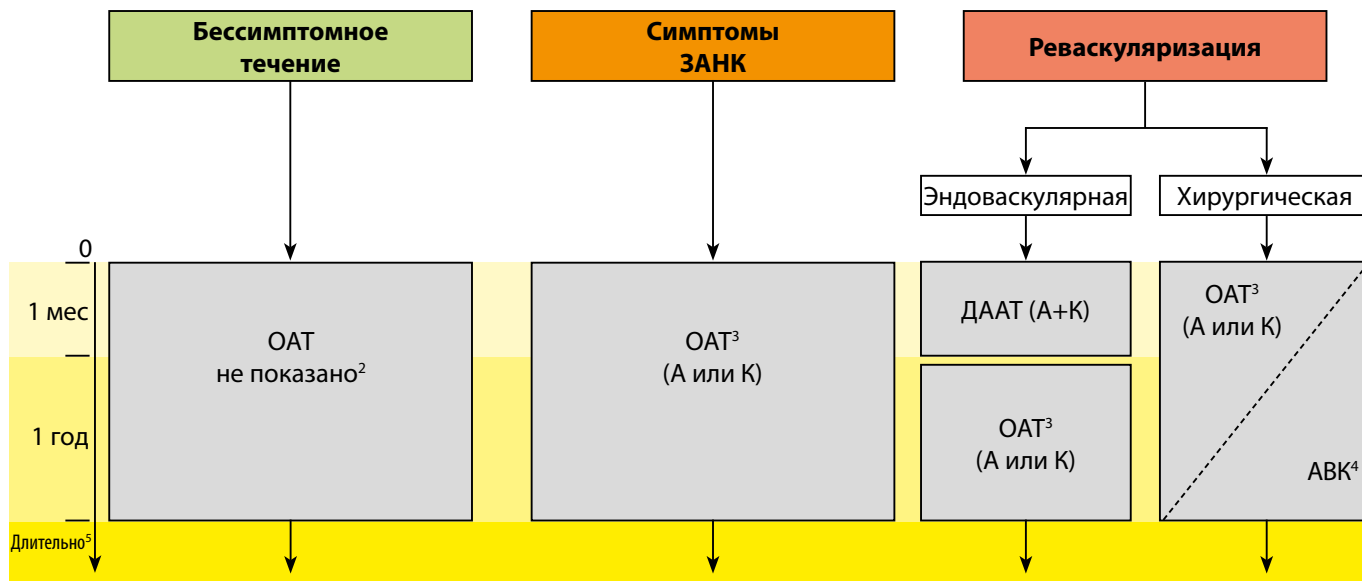 Бессимптомное
течение
Симптомы
ЗАНК
Реваскуляризация
Эндоваскулярная
Хирургическая
0
1 мес
1 год
Длительно⁵
ОАТ
не показано²
ОАТ³
(А или К)
ДААТ (А+К)
ОАТ³
(А или К)
ОАТ³
(А или К)
АВК⁴